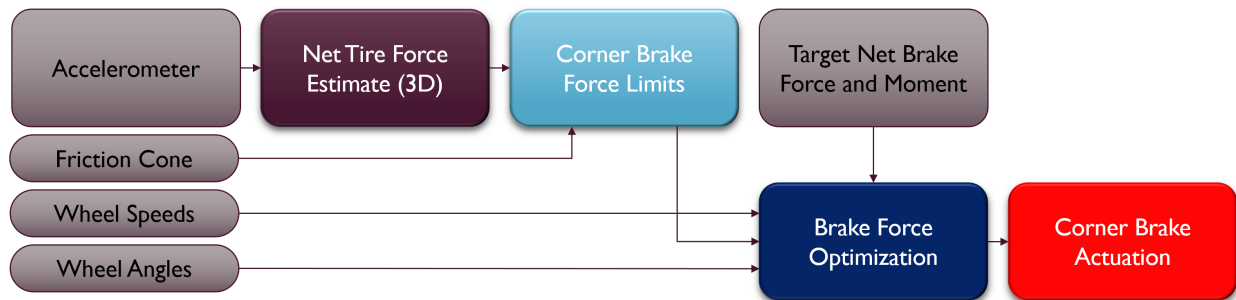 Accelerometer
Net Tire Force
Estimate (3D)
Corner Brake
Force Limits
Target Net Brake
Force and Moment
Friction Cone
Wheel Speeds
Wheel Angles
Brake Force
Optimization
Corner Brake
Actuation